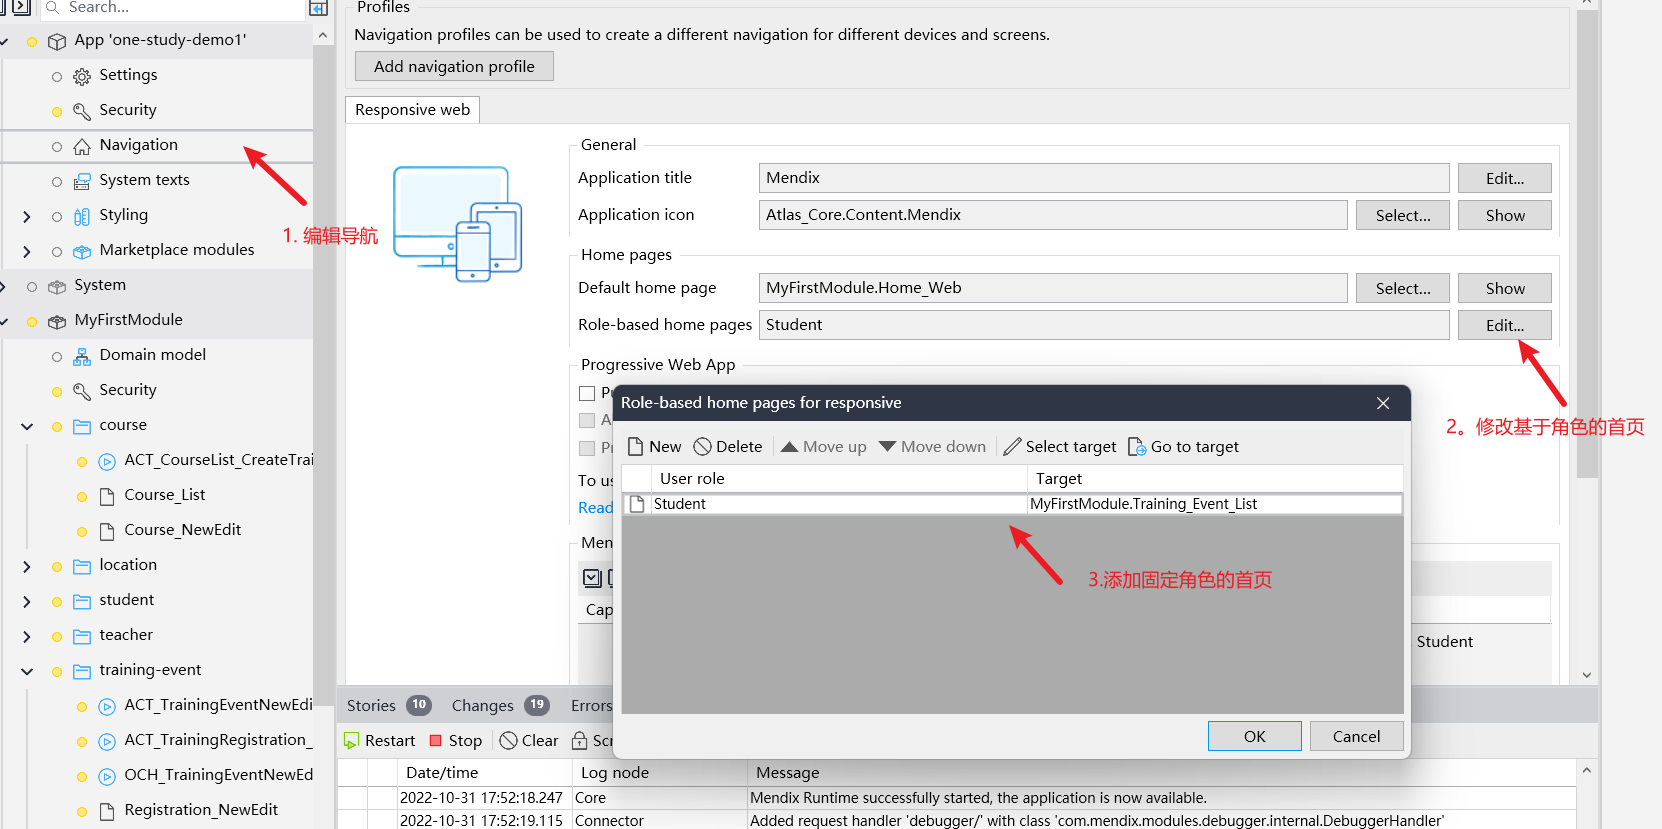 Search...
App 'one-study-demo1'
Settings
Security
Navigation
System texts
Styling
Marketplace modules
System
MyFirstModule
Domain model
Security
course
ACT_CourseList_CreateTrai
Course_List
Course_NewEdit
location
student
teacher
training-event
ACT_TrainingEventNewEdi
ACT_TrainingRegistration_
OCH_TrainingEventNewEd
Registration_NewEdit
1. 编辑导航
Profiles
Navigation profiles can be used to create a different navigation for different devices and screens.
Add navigation profile
Responsive web
General
Application title Mendix Edit...
Application icon Atlas_Core.Content.Mendix Select... Show
Home pages
Default home page MyFirstModule.Home_Web Select... Show
Role-based home pages Student Edit...
Progressive Web App
2。修改基于角色的首页
To us
Read
Men
Cap
Student
Role-based home pages for responsive
New Delete Move up Move down Select target Go to target
User role Target
Student MyFirstModule.Training_Event_List
3.添加固定角色的首页
OK Cancel
Stories 10 Changes 19 Errors
Restart Stop Clear Scr
Date/time Log node Message
2022-10-31 17:52:18.247 Core Mendix Runtime successfully started, the application is now available.
2022-10-31 17:52:19.115 Connector Added request handler 'debugger/' with class 'com.mendix.modules.debugger.internal.DebuggerHandler'